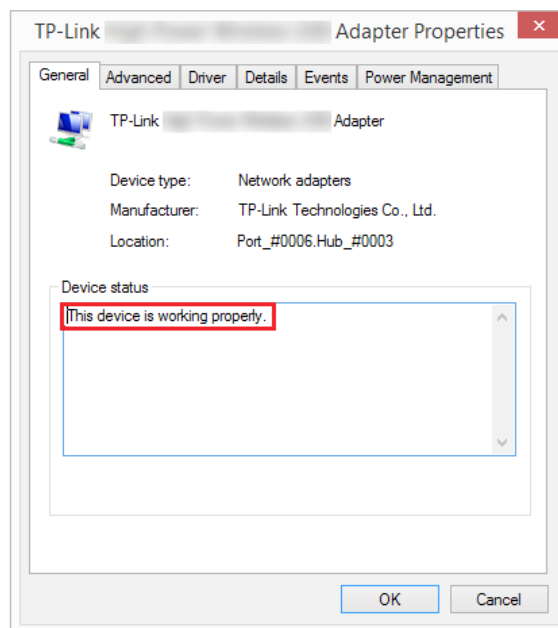 TP-Link Adapter Properties
General Advanced Driver Details Events Power Management
TP-Link Adapter
Device type: Network adapters
Manufacturer: TP-Link Technologies Co., Ltd.
Location: Port_#0006.Hub_#0003
Device status
This device is working properly.
OK Cancel